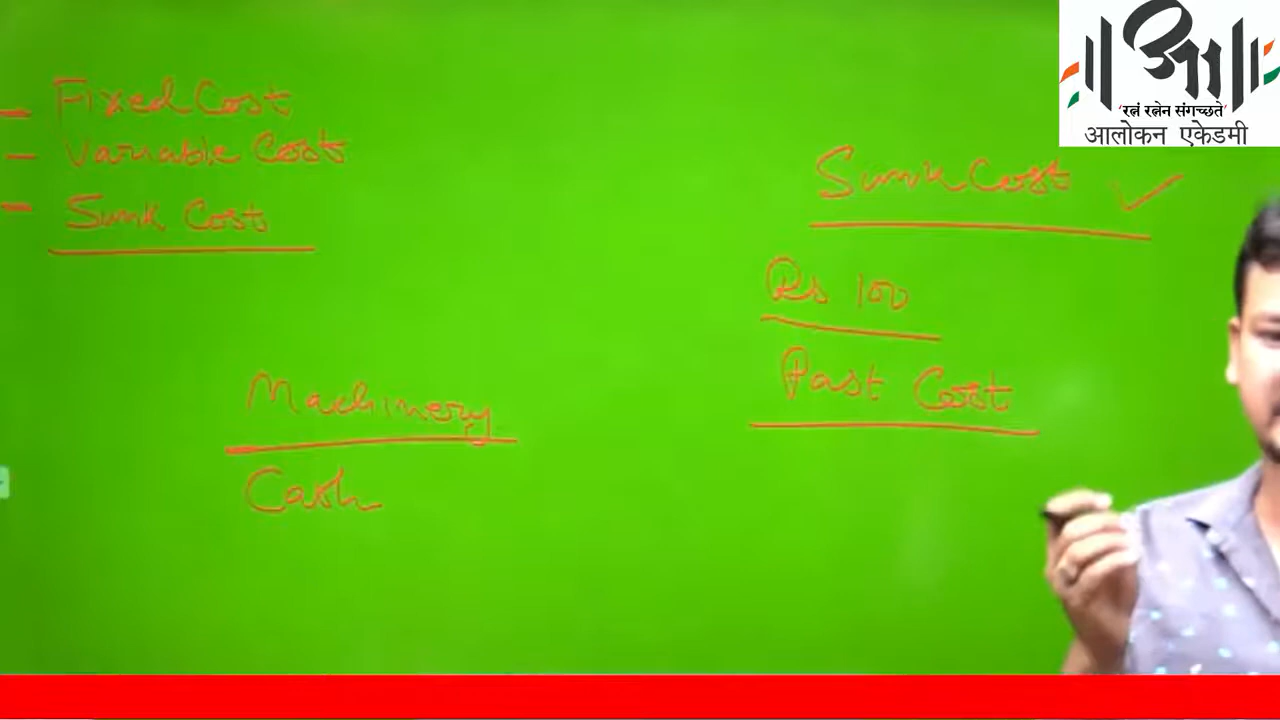 - Fixed Cost
- Variable Cost
- Sunk Cost
Machinery
Cash
Sunk Cost ✓
Rs 100
Past Cost
'रत्नं रत्नेन संगच्छते'
आलोकन एकेडमी